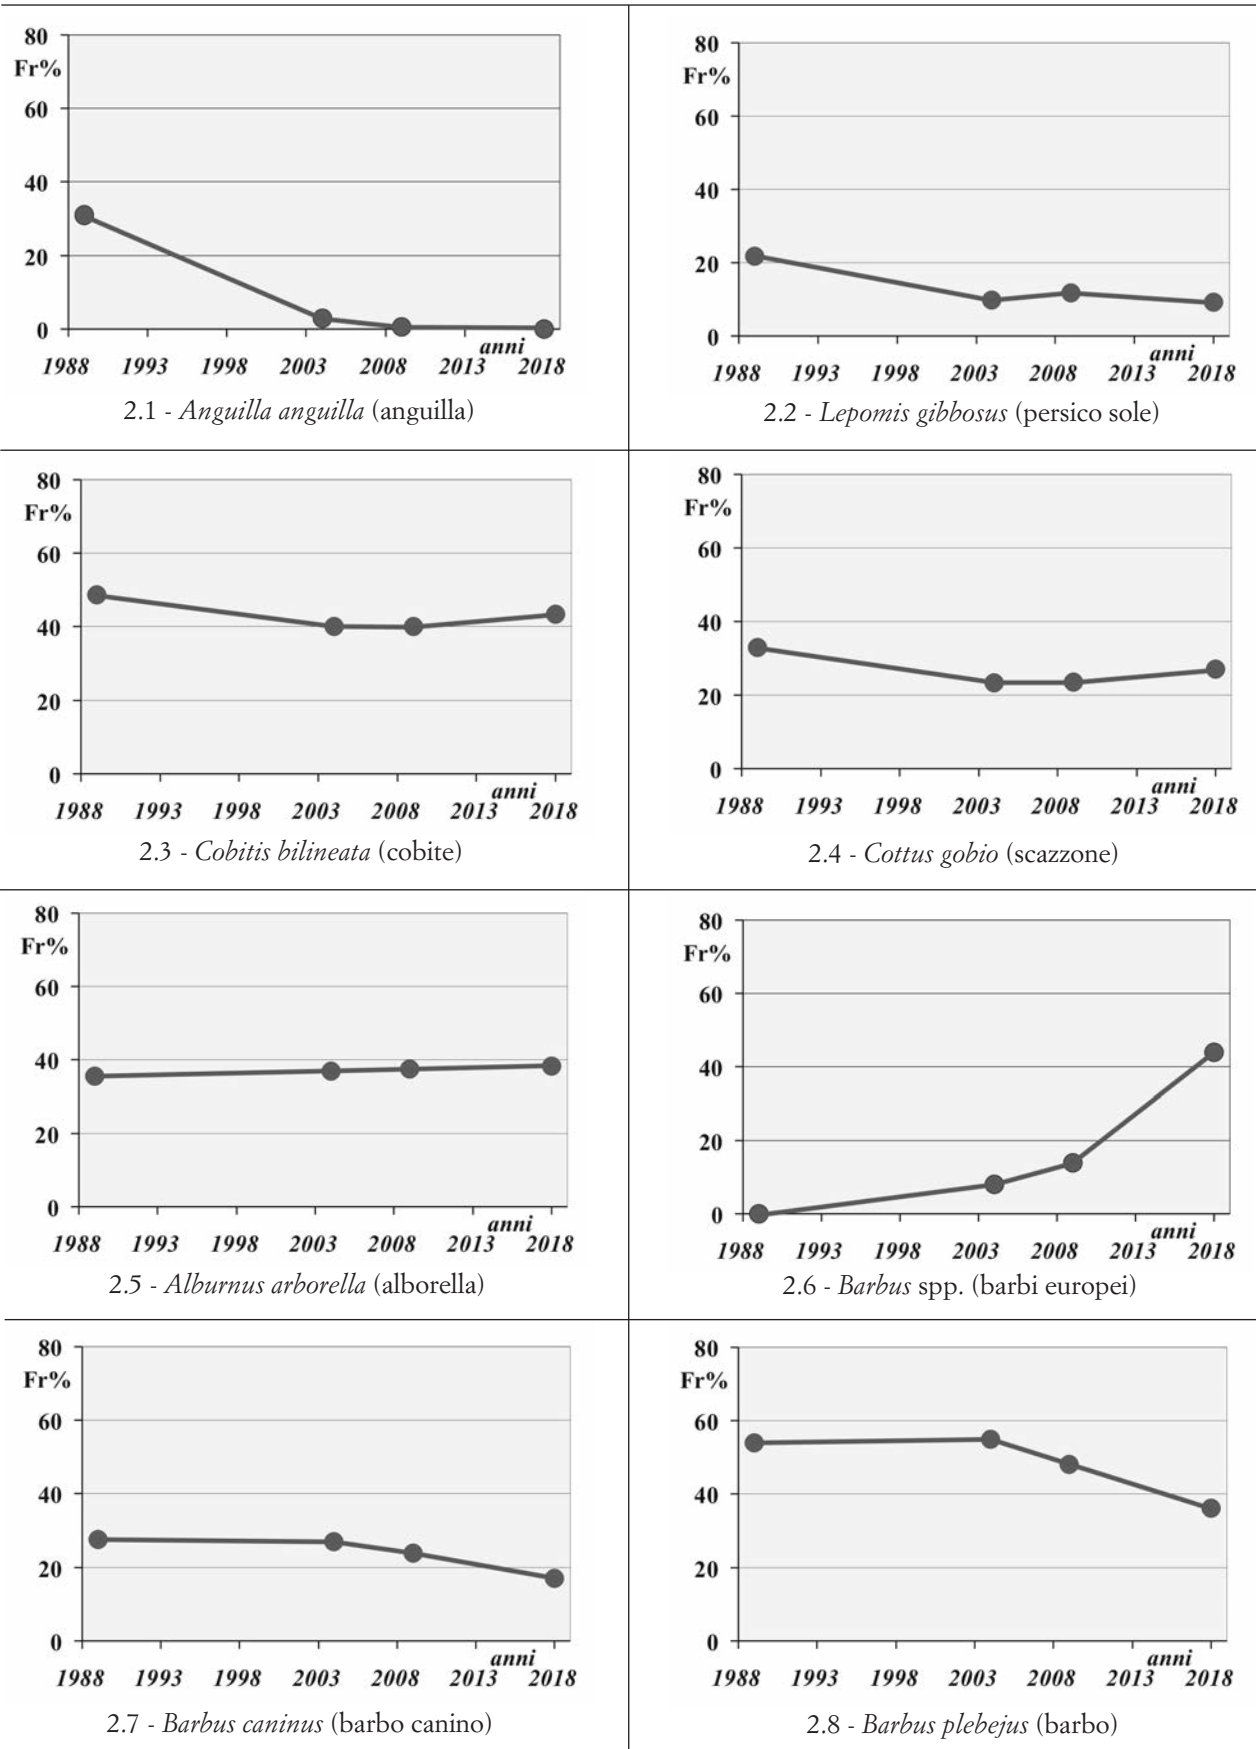 80
Fr%
60
40
20
0
anni
1988 1993 1998 2003 2008 2013 2018
2.1 - Anguilla anguilla (anguilla)
80
Fr%
60
40
20
0
anni
1988 1993 1998 2003 2008 2013 2018
2.2 - Lepomis gibbosus (persico sole)
80
Fr%
60
40
20
0
anni
1988 1993 1998 2003 2008 2013 2018
2.3 - Cobitis bilineata (cobite)
80
Fr%
60
40
20
0
anni
1988 1993 1998 2003 2008 2013 2018
2.4 - Cottus gobio (scazzone)
80
Fr%
60
40
20
0
anni
1988 1993 1998 2003 2008 2013 2018
2.5 - Alburnus arborella (alborella)
80
Fr%
60
40
20
0
anni
1988 1993 1998 2003 2008 2013 2018
2.6 - Barbus spp. (barbi europei)
80
Fr%
60
40
20
0
anni
1988 1993 1998 2003 2008 2013 2018
2.7 - Barbus caninus (barbo canino)
80
Fr%
60
40
20
0
anni
1988 1993 1998 2003 2008 2013 2018
2.8 - Barbus plebejus (barbo)